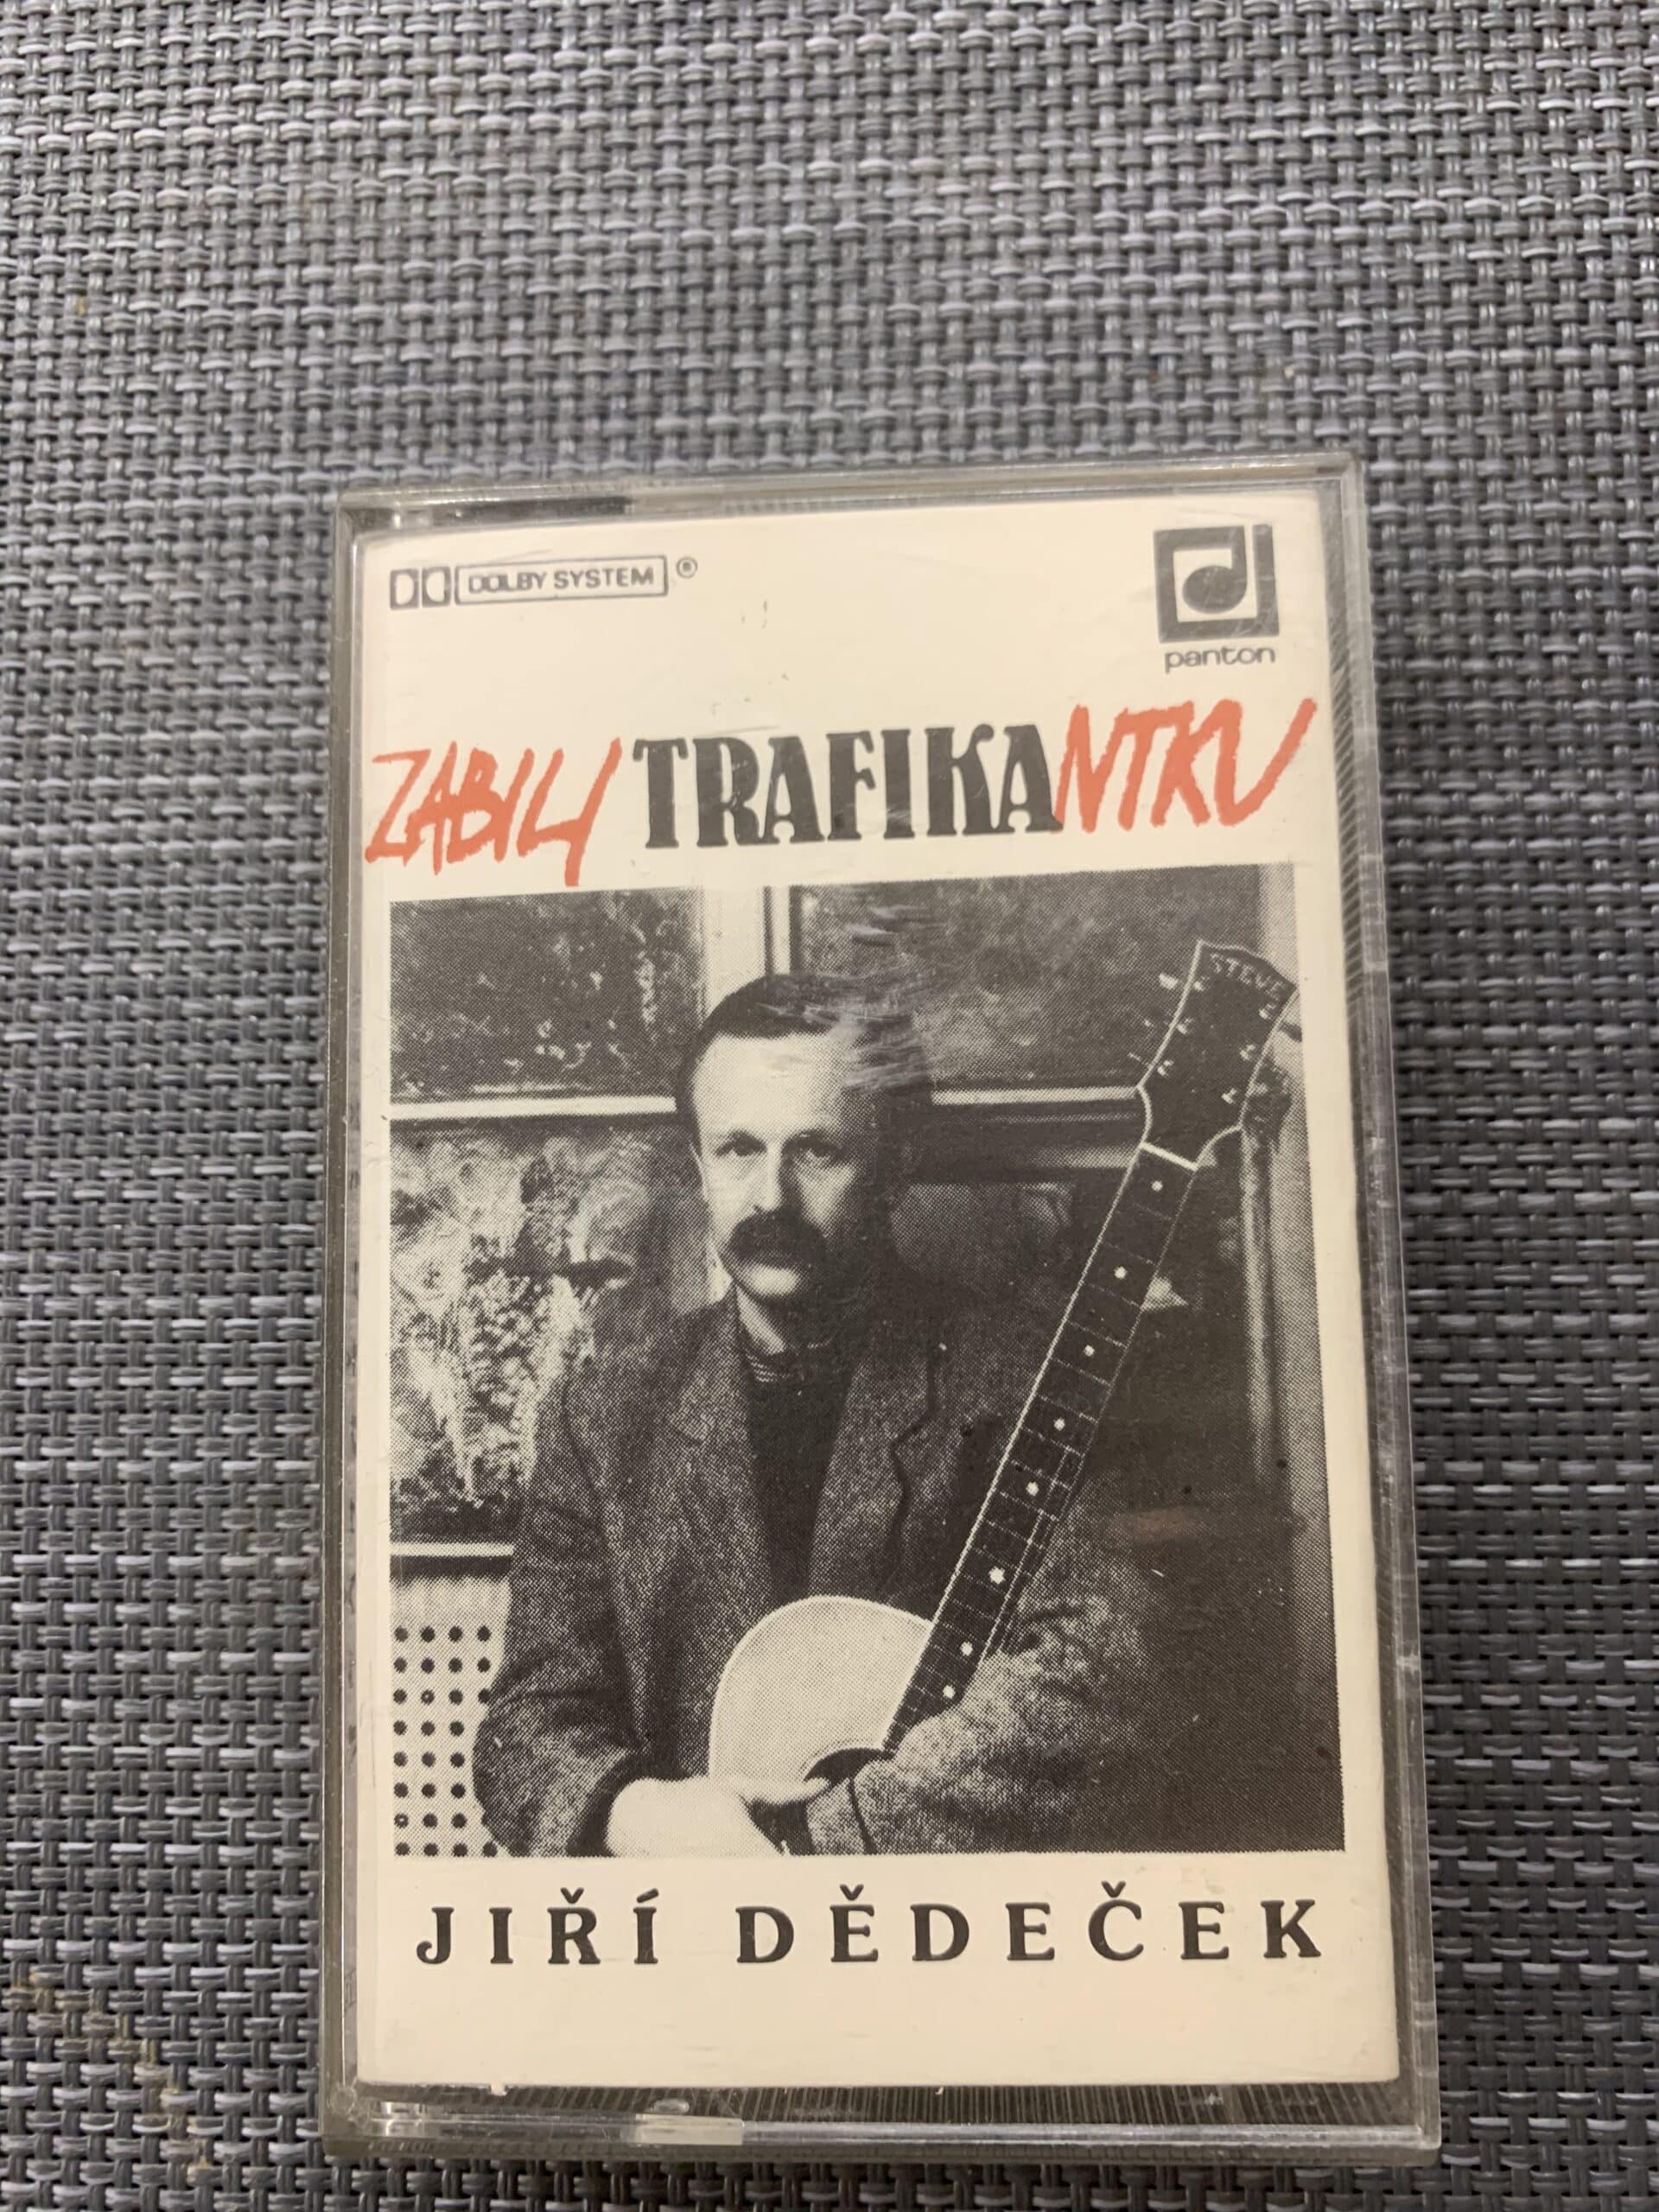 DOLBY SYSTEM ®
panton
ZABILI TRAFIKANTKU
STEVE
JIŘÍ DĚDEČEK